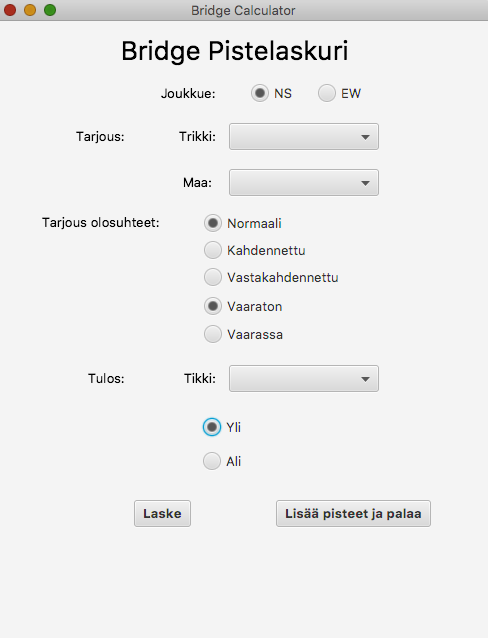 Bridge Calculator
Bridge Pistelaskuri
Joukkue: NS EW
Tarjous: Trikki:
Maa:
Tarjous olosuhteet: Normaali
Kahdennettu
Vastakahdennettu
Vaaraton
Vaarassa
Tulos: Tikki:
Yli
Ali
Laske Lisää pisteet ja palaa